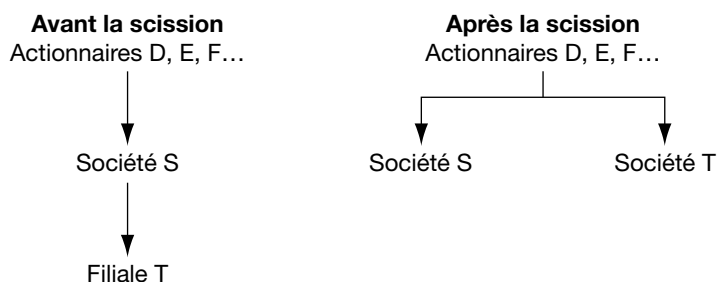 Avant la scission
Actionnaires D, E, F…
Société S
Filiale T
Après la scission
Actionnaires D, E, F…
Société S
Société T